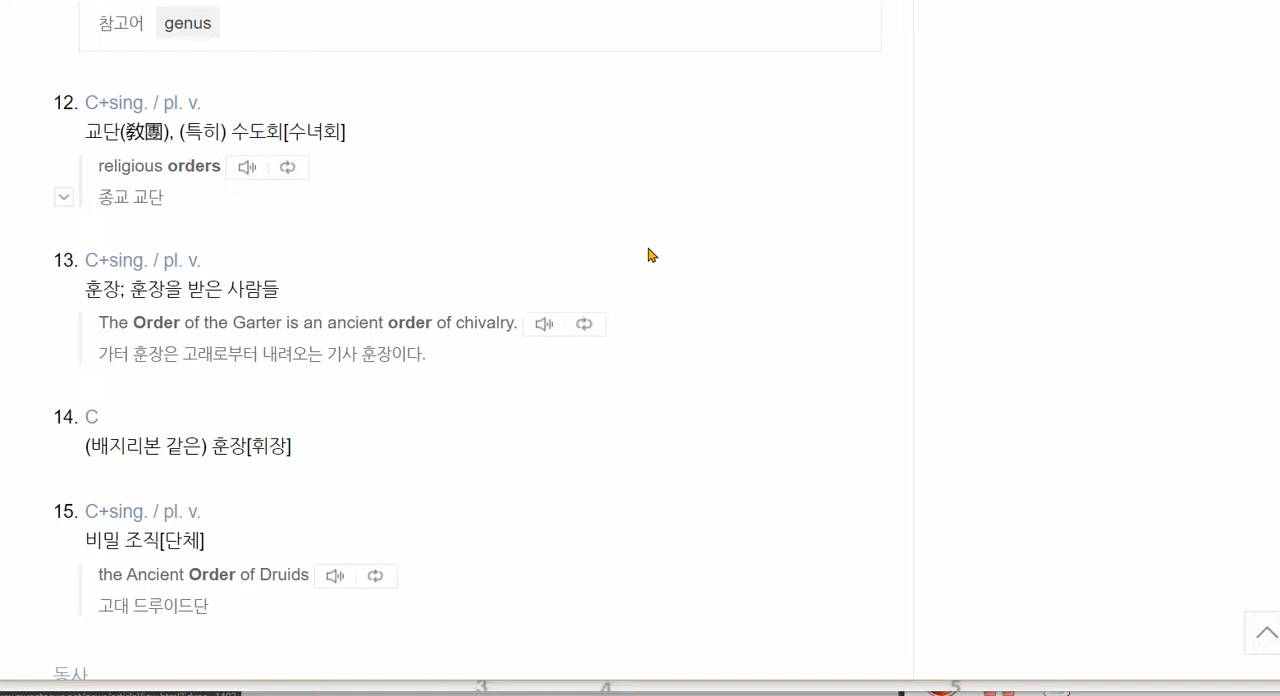 참고어 genus
12. C+sing. / pl. v.
교단(敎團), (특히) 수도회[수녀회]
religious orders
종교 교단
13. C+sing. / pl. v.
훈장; 훈장을 받은 사람들
The Order of the Garter is an ancient order of chivalry.
가터 훈장은 고래로부터 내려오는 기사 훈장이다.
14. C
(배지리본 같은) 훈장[휘장]
15. C+sing. / pl. v.
비밀 조직[단체]
the Ancient Order of Druids
고대 드루이드단
동사